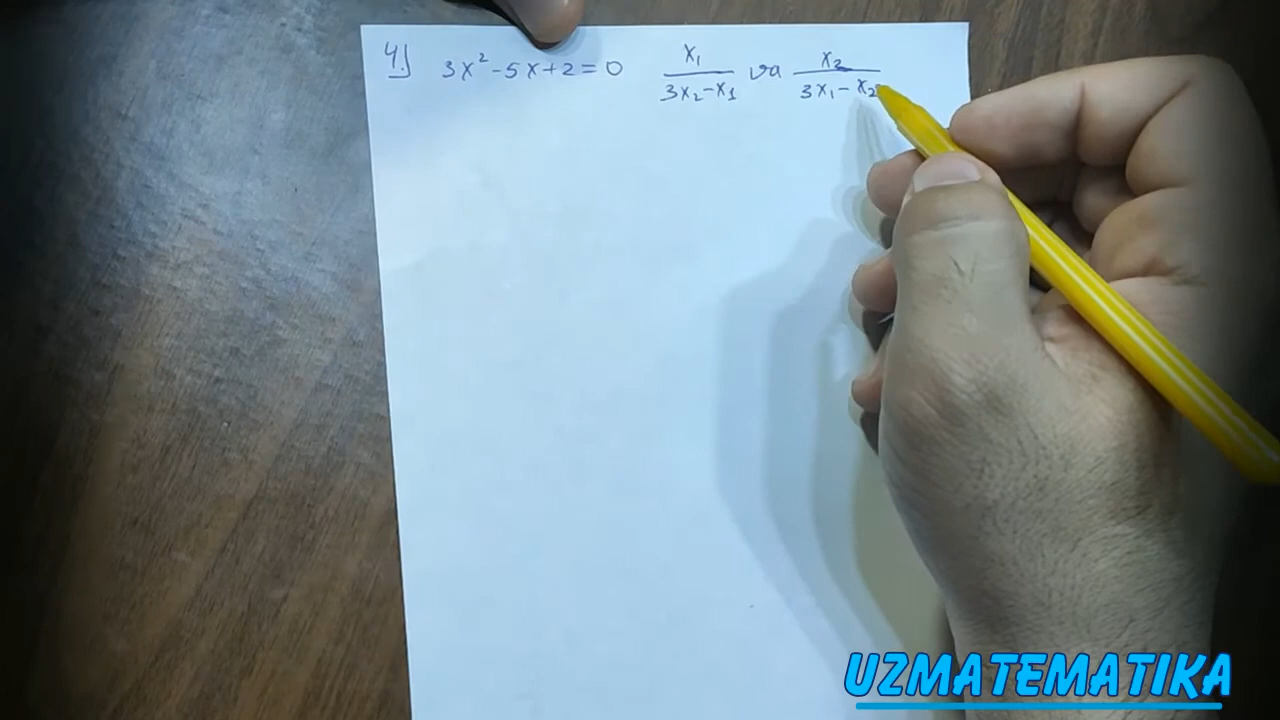 4.) 3x² - 5x + 2 = 0 x₁/(3x₂ - x₁) va x₂/(3x₁ - x₂)
UZMATEMATIKA